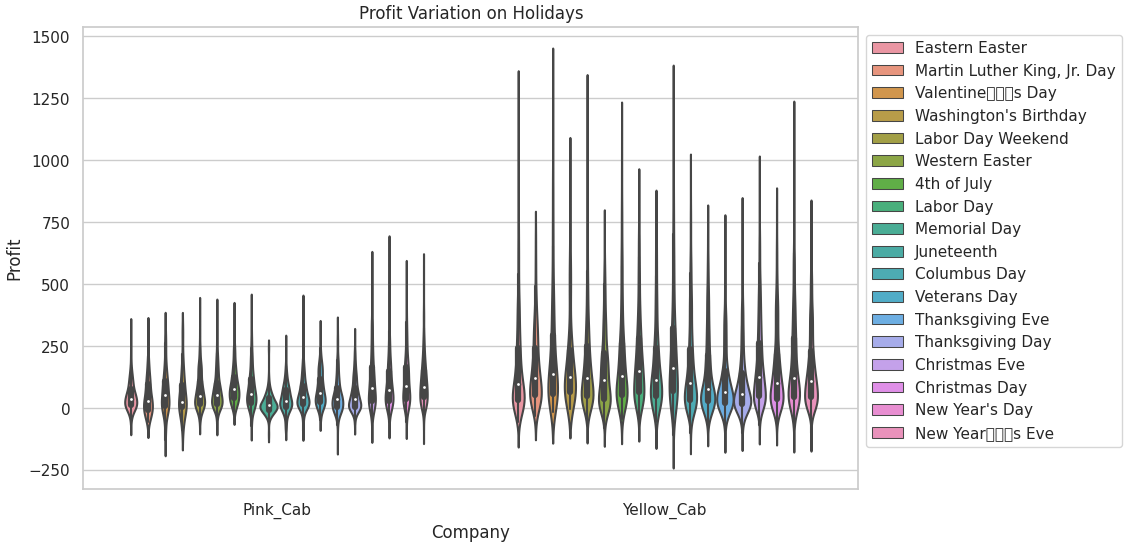 Profit Variation on Holidays
1500
1250
1000
750
500
250
0
−250
Profit
Pink_Cab
Yellow_Cab
Company
Eastern Easter
Martin Luther King, Jr. Day
Valentine▯▯▯s Day
Washington's Birthday
Labor Day Weekend
Western Easter
4th of July
Labor Day
Memorial Day
Juneteenth
Columbus Day
Veterans Day
Thanksgiving Eve
Thanksgiving Day
Christmas Eve
Christmas Day
New Year's Day
New Year▯▯▯s Eve